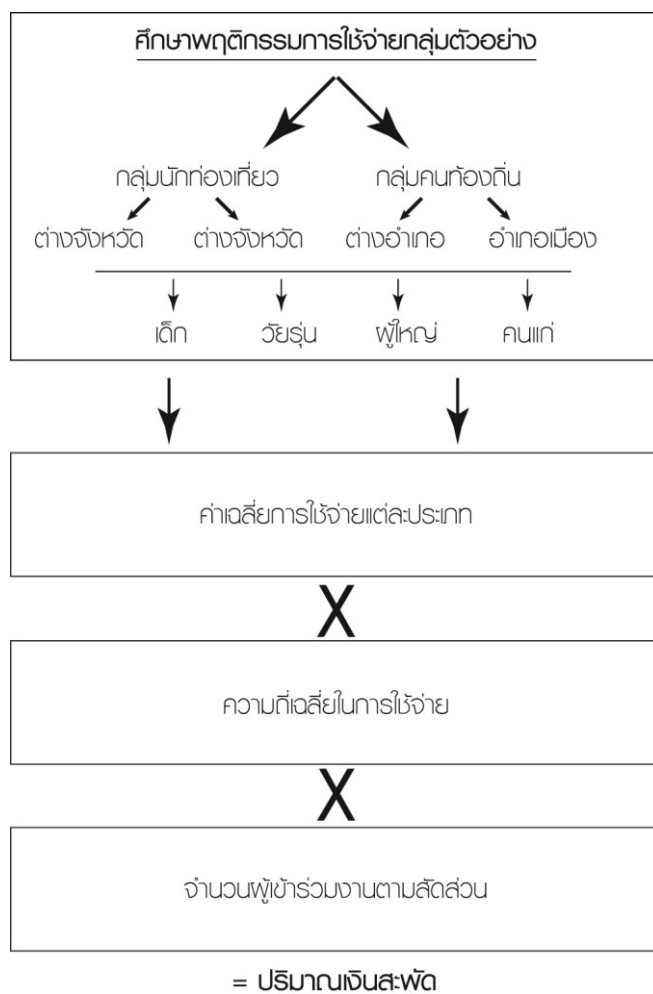 ศึกษาพฤติกรรมการใช้จ่ายกลุ่มตัวอย่าง
กลุ่มนักท่องเที่ยว กลุ่มคนท้องถิ่น
ต่างจังหวัด ต่างจังหวัด ต่างอำเภอ อำเภอเมือง
เด็ก วัยรุ่น ผู้ใหญ่ คนแก่
ค่าเฉลี่ยการใช้จ่ายแต่ละประเภท
X
ความถี่เฉลี่ยในการใช้จ่าย
X
จำนวนผู้เข้าร่วมงานตามสัดส่วน
= ปริมาณเงินสะพัด